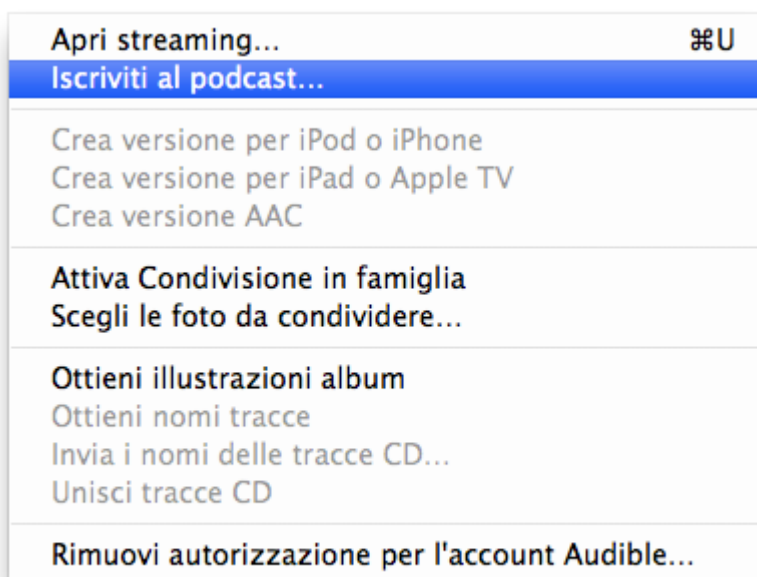 Apri streaming... ⌘U
Iscriviti al podcast...
Crea versione per iPod o iPhone
Crea versione per iPad o Apple TV
Crea versione AAC
Attiva Condivisione in famiglia
Scegli le foto da condividere...
Ottieni illustrazioni album
Ottieni nomi tracce
Invia i nomi delle tracce CD...
Unisci tracce CD
Rimuovi autorizzazione per l'account Audible...